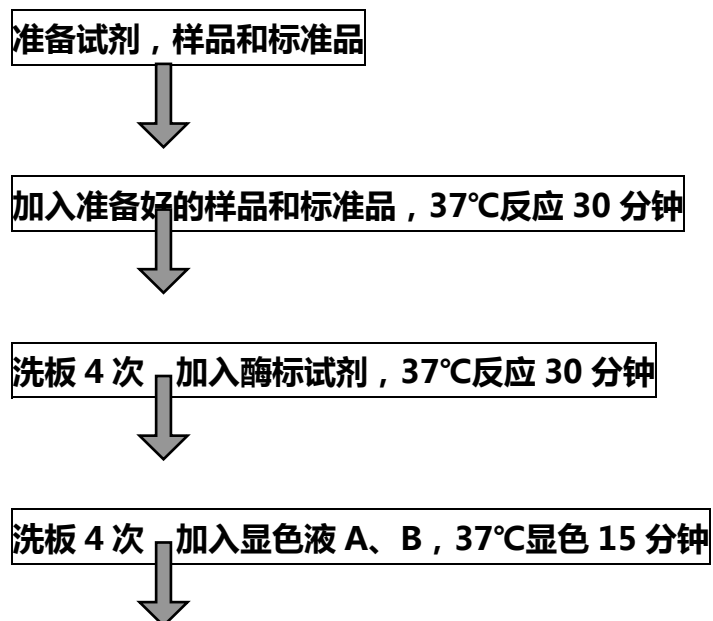 准备试剂，样品和标准品
加入准备好的样品和标准品，37℃反应 30 分钟
洗板 4 次 加入酶标试剂，37℃反应 30 分钟
洗板 4 次 加入显色液 A、B，37℃显色 15 分钟